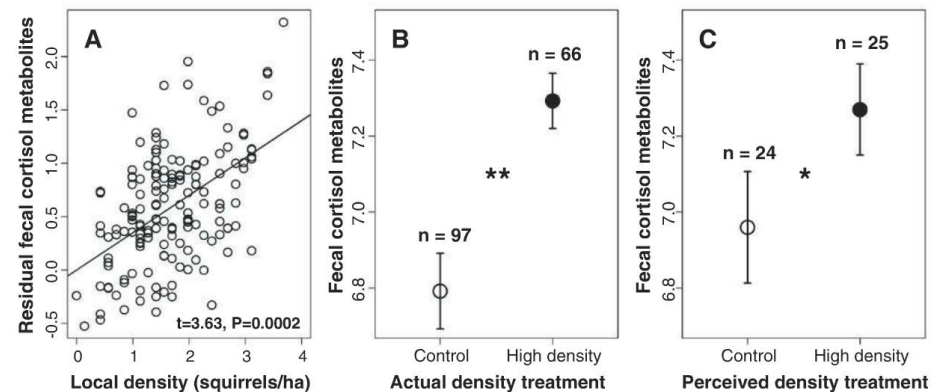 A
Residual fecal cortisol metabolites
2.0
1.5
1.0
0.5
0.0
-0.5
t=3.63, P=0.0002
0 1 2 3 4
Local density (squirrels/ha)
B
Fecal cortisol metabolites
7.4
7.2
7.0
6.8
n = 66
**
n = 97
Control High density
Actual density treatment
C
Fecal cortisol metabolites
7.4
7.2
7.0
6.8
n = 25
n = 24
*
Control High density
Perceived density treatment